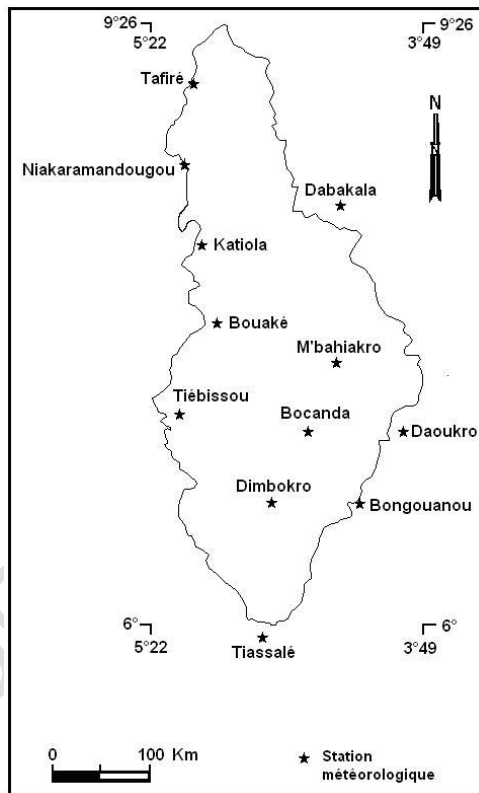 9°26
9°26
5°22
3°49
Tafiré
N
Niakaramandougou
Dabakala
Katiola
Bouaké
M'bahiakro
Tiébissou
Bocanda
Daoukro
Dimbokro
Bongouanou
6°
6°
5°22
3°49
Tiassalé
0
100 Km
Station
météorologique